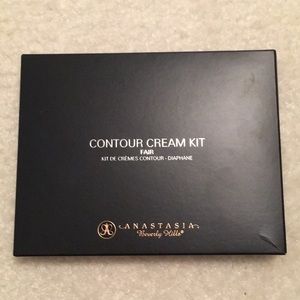 CONTOUR CREAM KIT
FAIR
KIT DE CRÈMES CONTOUR - DIAPHANE
ANASTASIA
Beverly Hills®